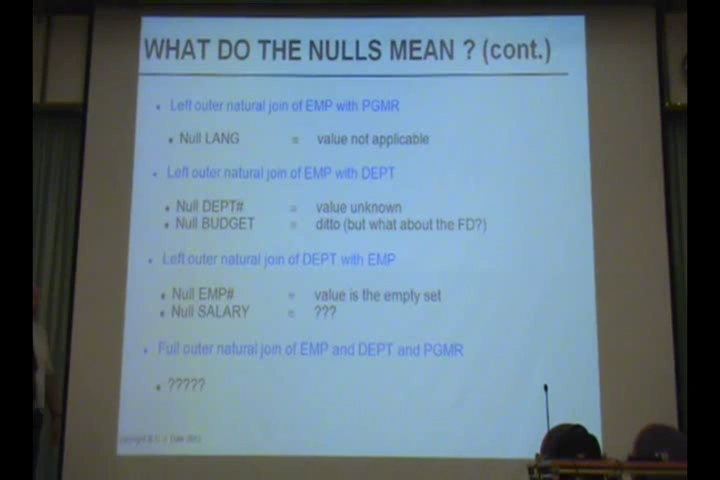 WHAT DO THE NULLS MEAN ? (cont.)
• Left outer natural join of EMP with PGMR
• Null LANG = value not applicable
• Left outer natural join of EMP with DEPT
• Null DEPT# = value unknown
• Null BUDGET = ditto (but what about the FD?)
• Left outer natural join of DEPT with EMP
• Null EMP# = value is the empty set
• Null SALARY = ???
• Full outer natural join of EMP and DEPT and PGMR
• ?????
copyright C. J. Date